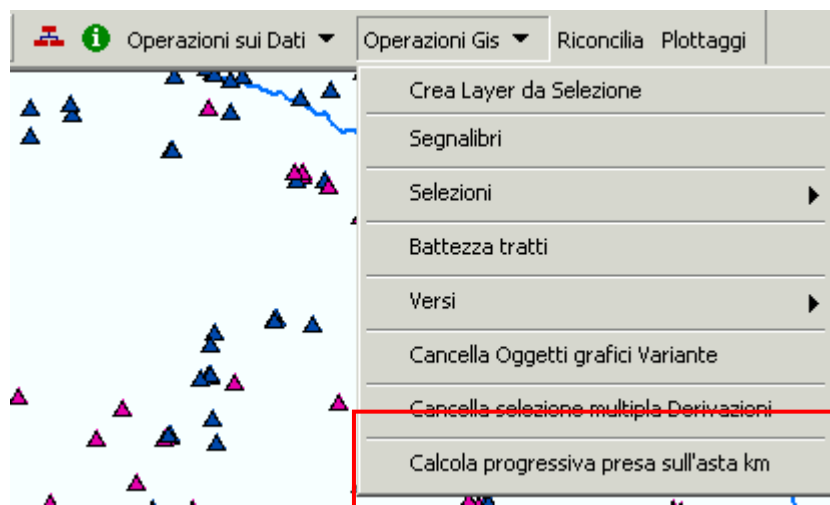 Operazioni sui Dati Operazioni Gis Riconcilia Plottaggi
Crea Layer da Selezione
Segnalibri
Selezioni
Battezza tratti
Versi
Cancella Oggetti grafici Variante
Cancella selezione multipla Derivazioni
Calcola progressiva presa sull'asta km